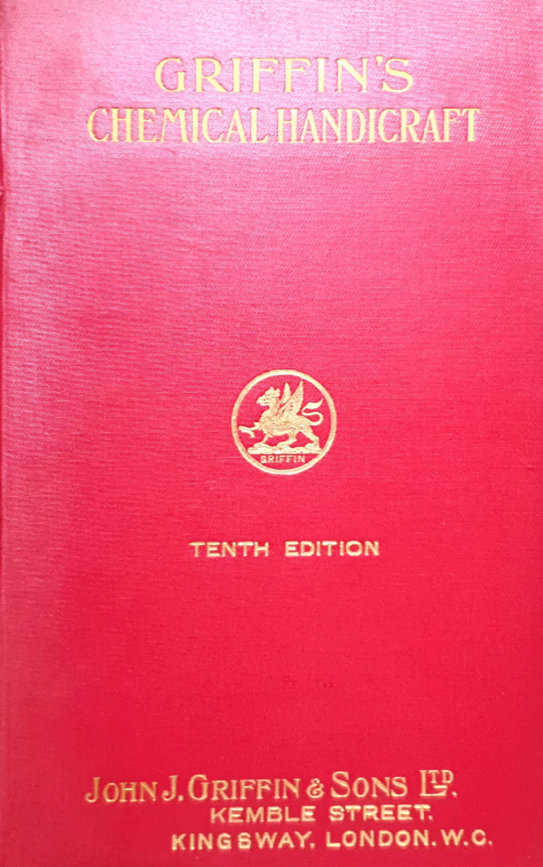 GRIFFIN'S
CHEMICAL HANDICRAFT
GRIFFIN
TENTH EDITION
JOHN J. GRIFFIN & SONS LTD.
KEMBLE STREET.
KINGSWAY, LONDON. W.C.